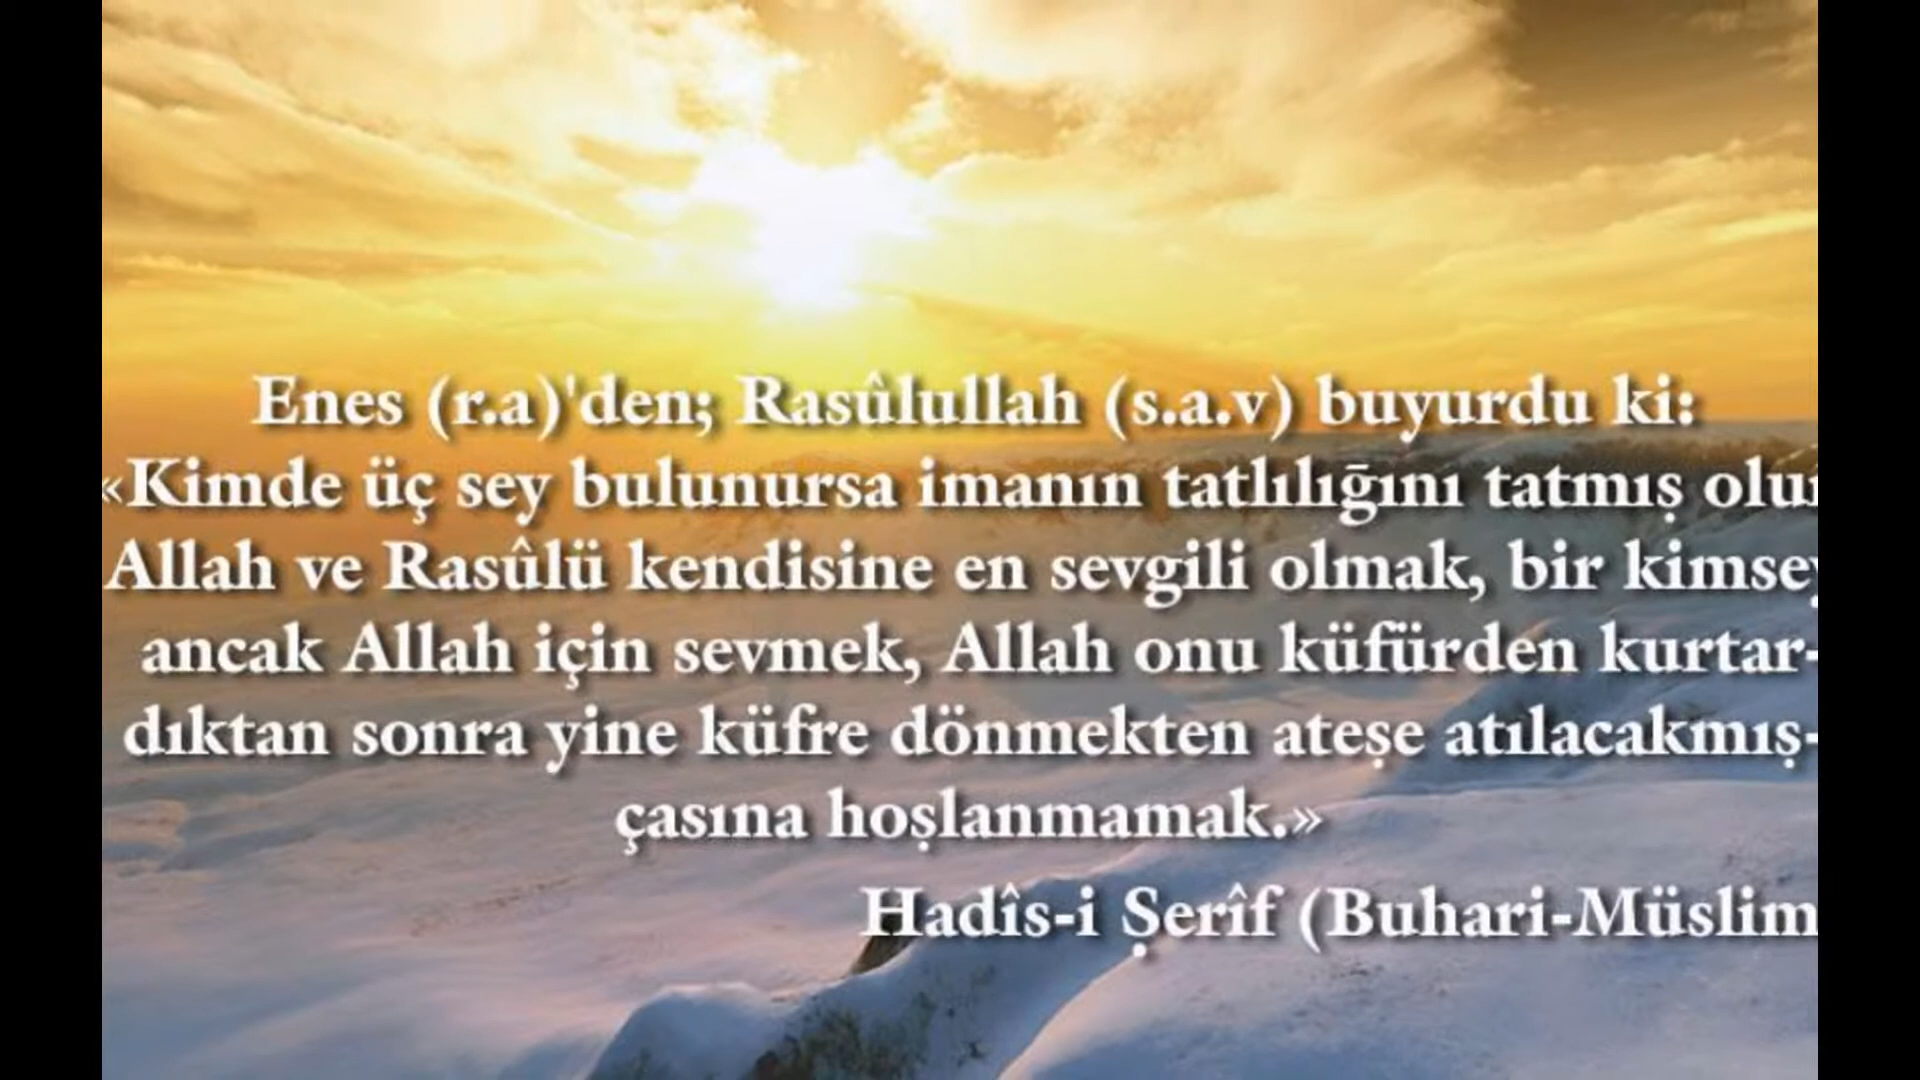 Enes (r.a)'den; Rasûlullah (s.a.v) buyurdu ki:
«Kimde üç sey bulunursa imanın tatlılığını tatmış olur
Allah ve Rasûlü kendisine en sevgili olmak, bir kimsey
ancak Allah için sevmek, Allah onu küfürden kurtar-
dıktan sonra yine küfre dönmekten ateşe atılacakmış-
çasına hoşlanmamak.»
Hadîs-i Şerîf (Buhari-Müslim